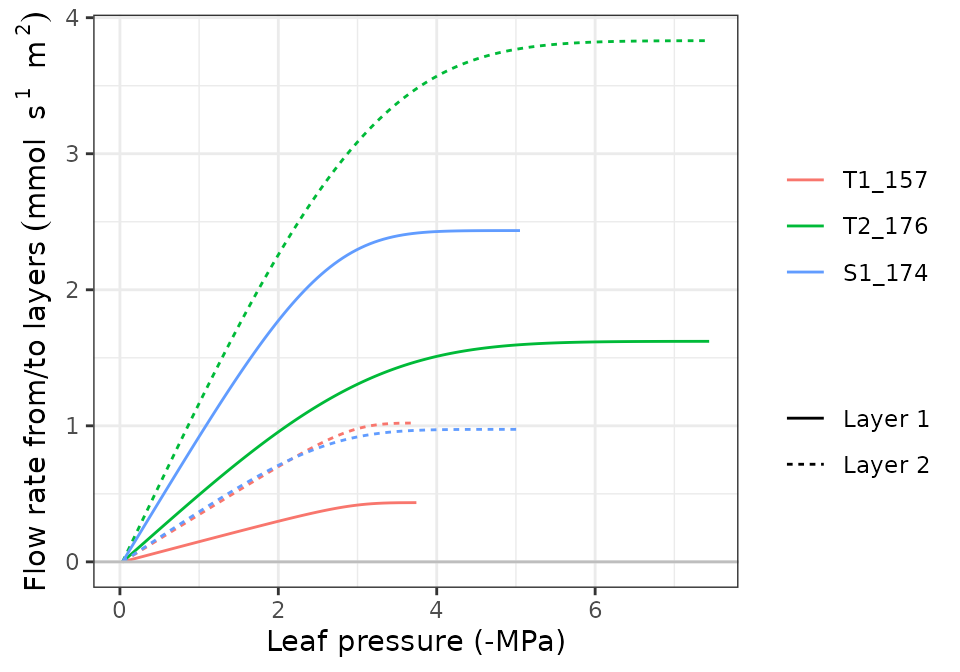 Flow rate from/to layers (mmol s¹ m²)
4
3
2
1
0
0 2 4 6
Leaf pressure (-MPa)
T1_157
T2_176
S1_174
Layer 1
Layer 2